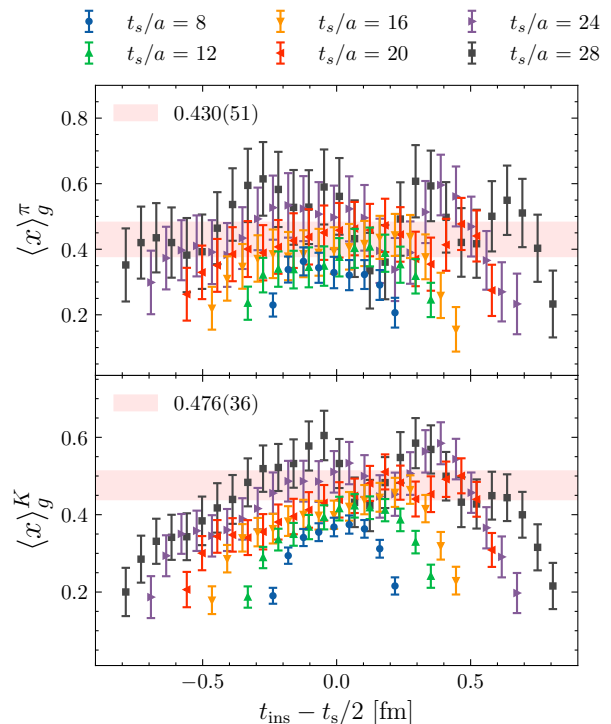 t_s/a = 8 t_s/a = 16 t_s/a = 24
t_s/a = 12 t_s/a = 20 t_s/a = 28
0.430(51)
0.8
0.6
0.4
0.2
⟨x⟩_g^π
0.476(36)
0.6
0.4
0.2
⟨x⟩_g^K
−0.5 0.0 0.5
t_ins − t_s/2 [fm]